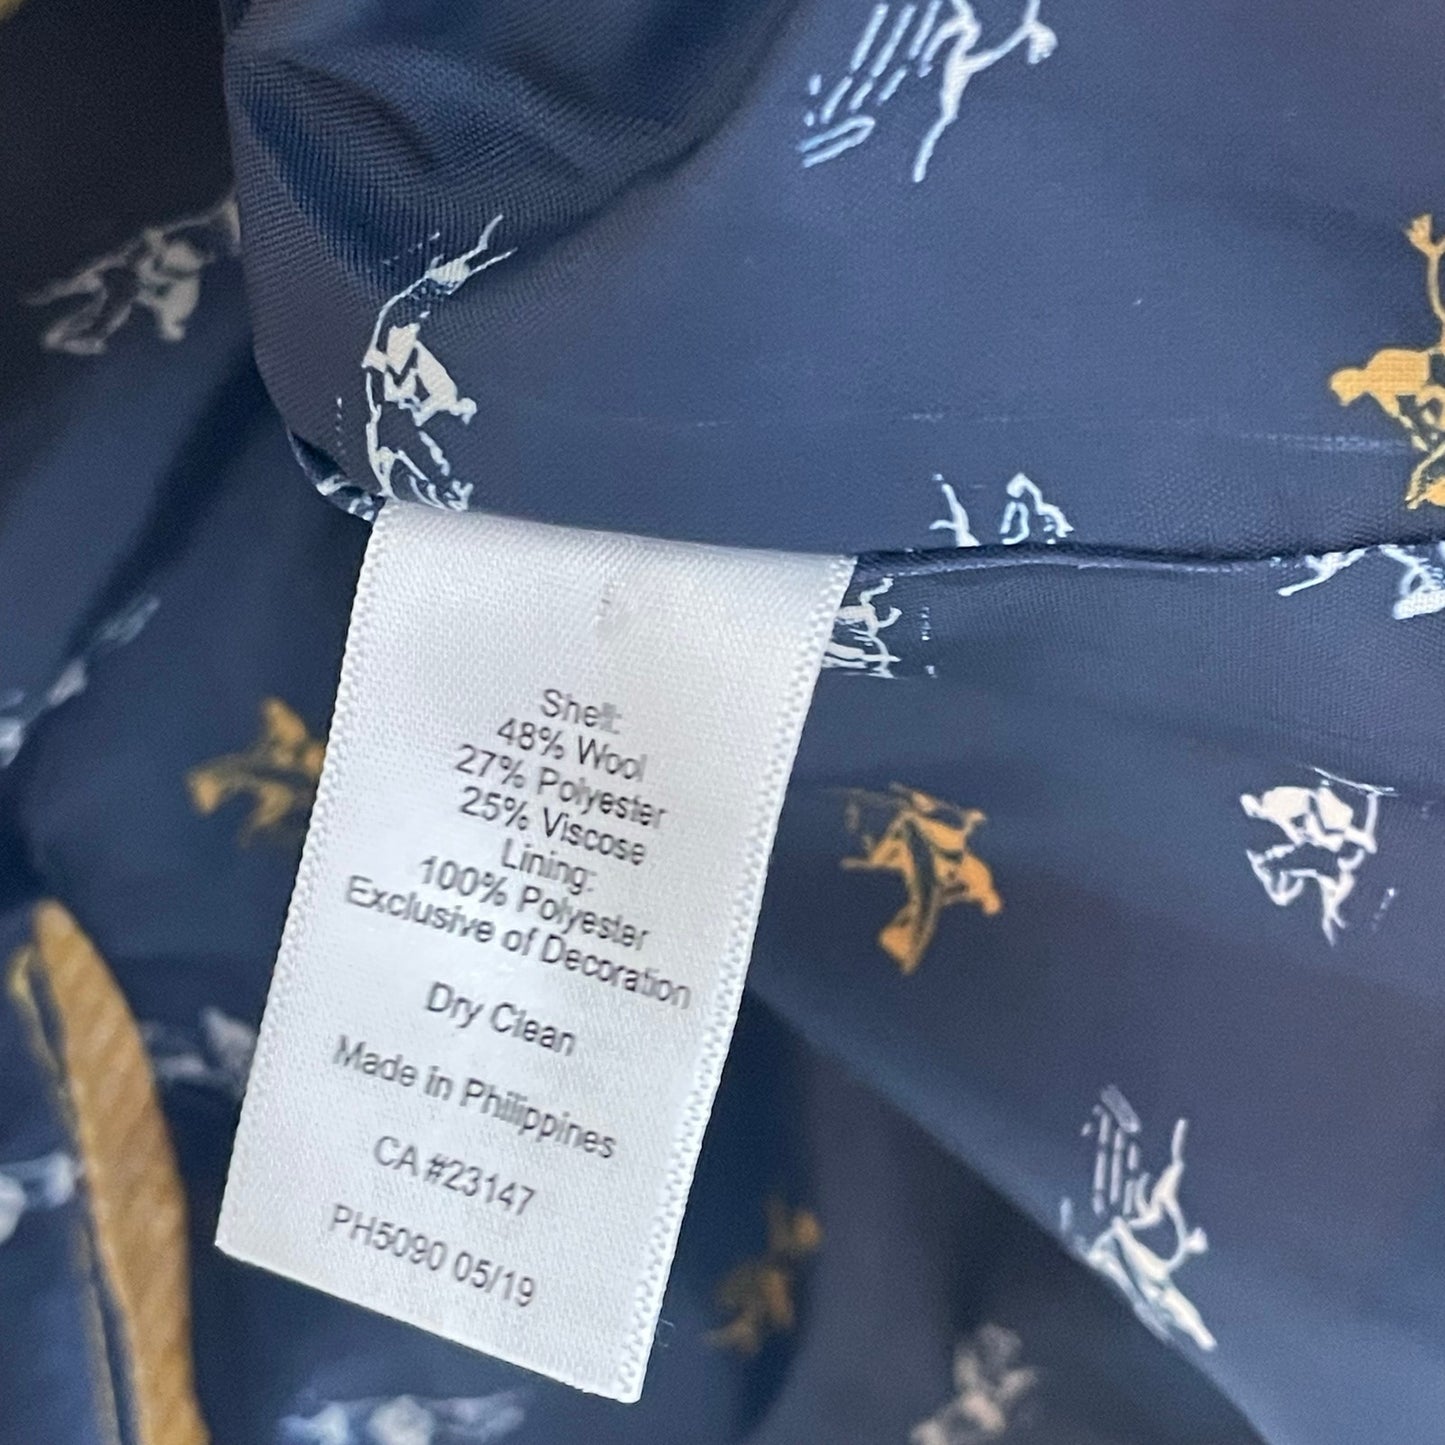 Shell:
48% Wool
27% Polyester
25% Viscose
Lining:
100% Polyester
Exclusive of Decoration
Dry Clean
Made in Philippines
CA #23147
PH5090 05/19